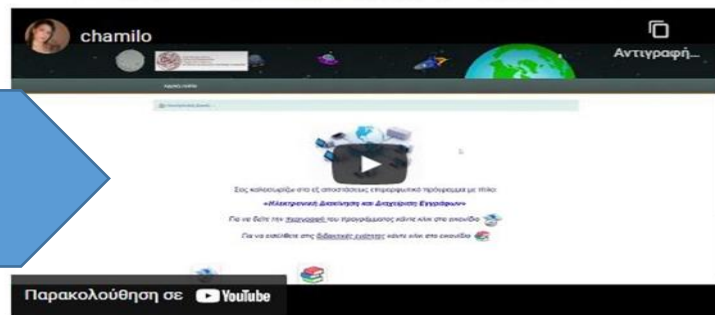 chamilo
Αντιγραφή...
Σας καλωσορίζω στο εξ αποστάσεως επιμορφωτικό πρόγραμμα με τίτλο:
«Ηλεκτρονική Διακίνηση και Διαχείριση Εγγράφων»
Για να δείτε την περιγραφή του προγράμματος κάντε κλικ στο εικονίδιο
Για να εισέλθετε στις διδακτικές ενότητες κάντε κλικ στο εικονίδιο
Παρακολούθηση σε YouTube